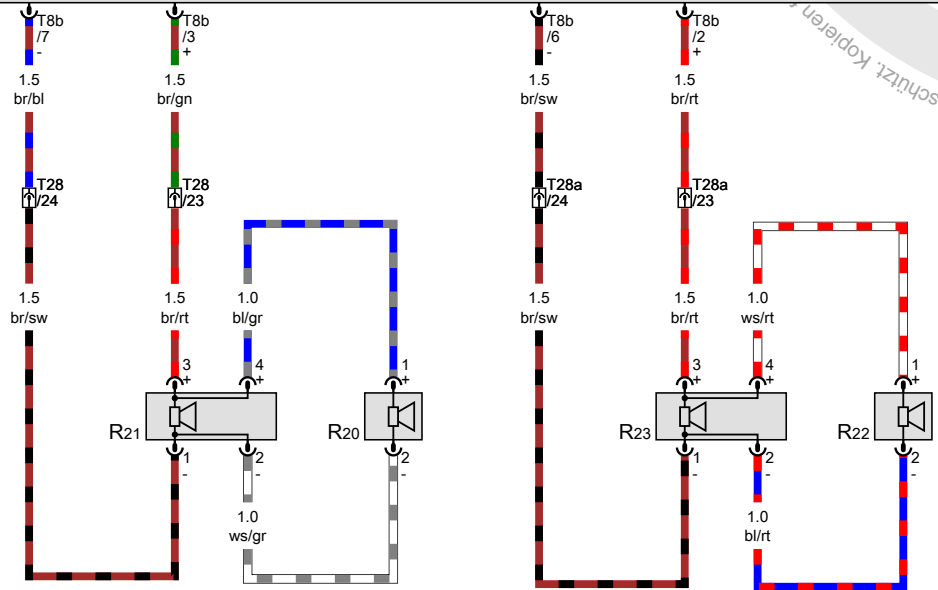 T8b
/7
-
T8b
/3
+
T8b
/6
-
T8b
/2
+
schützt. Kopieren
1.5
br/bl
1.5
br/gn
1.5
br/sw
1.5
br/rt
T28
/24
T28
/23
T28a
/24
T28a
/23
1.5
br/sw
1.5
br/rt
1.0
bl/gr
1.5
br/sw
1.5
br/rt
1.0
ws/rt
3
+
4
+
1
+
3
+
4
+
1
+
R21
R20
R23
R22
1
-
2
-
2
-
1
-
2
-
2
-
1.0
ws/gr
1.0
bl/rt